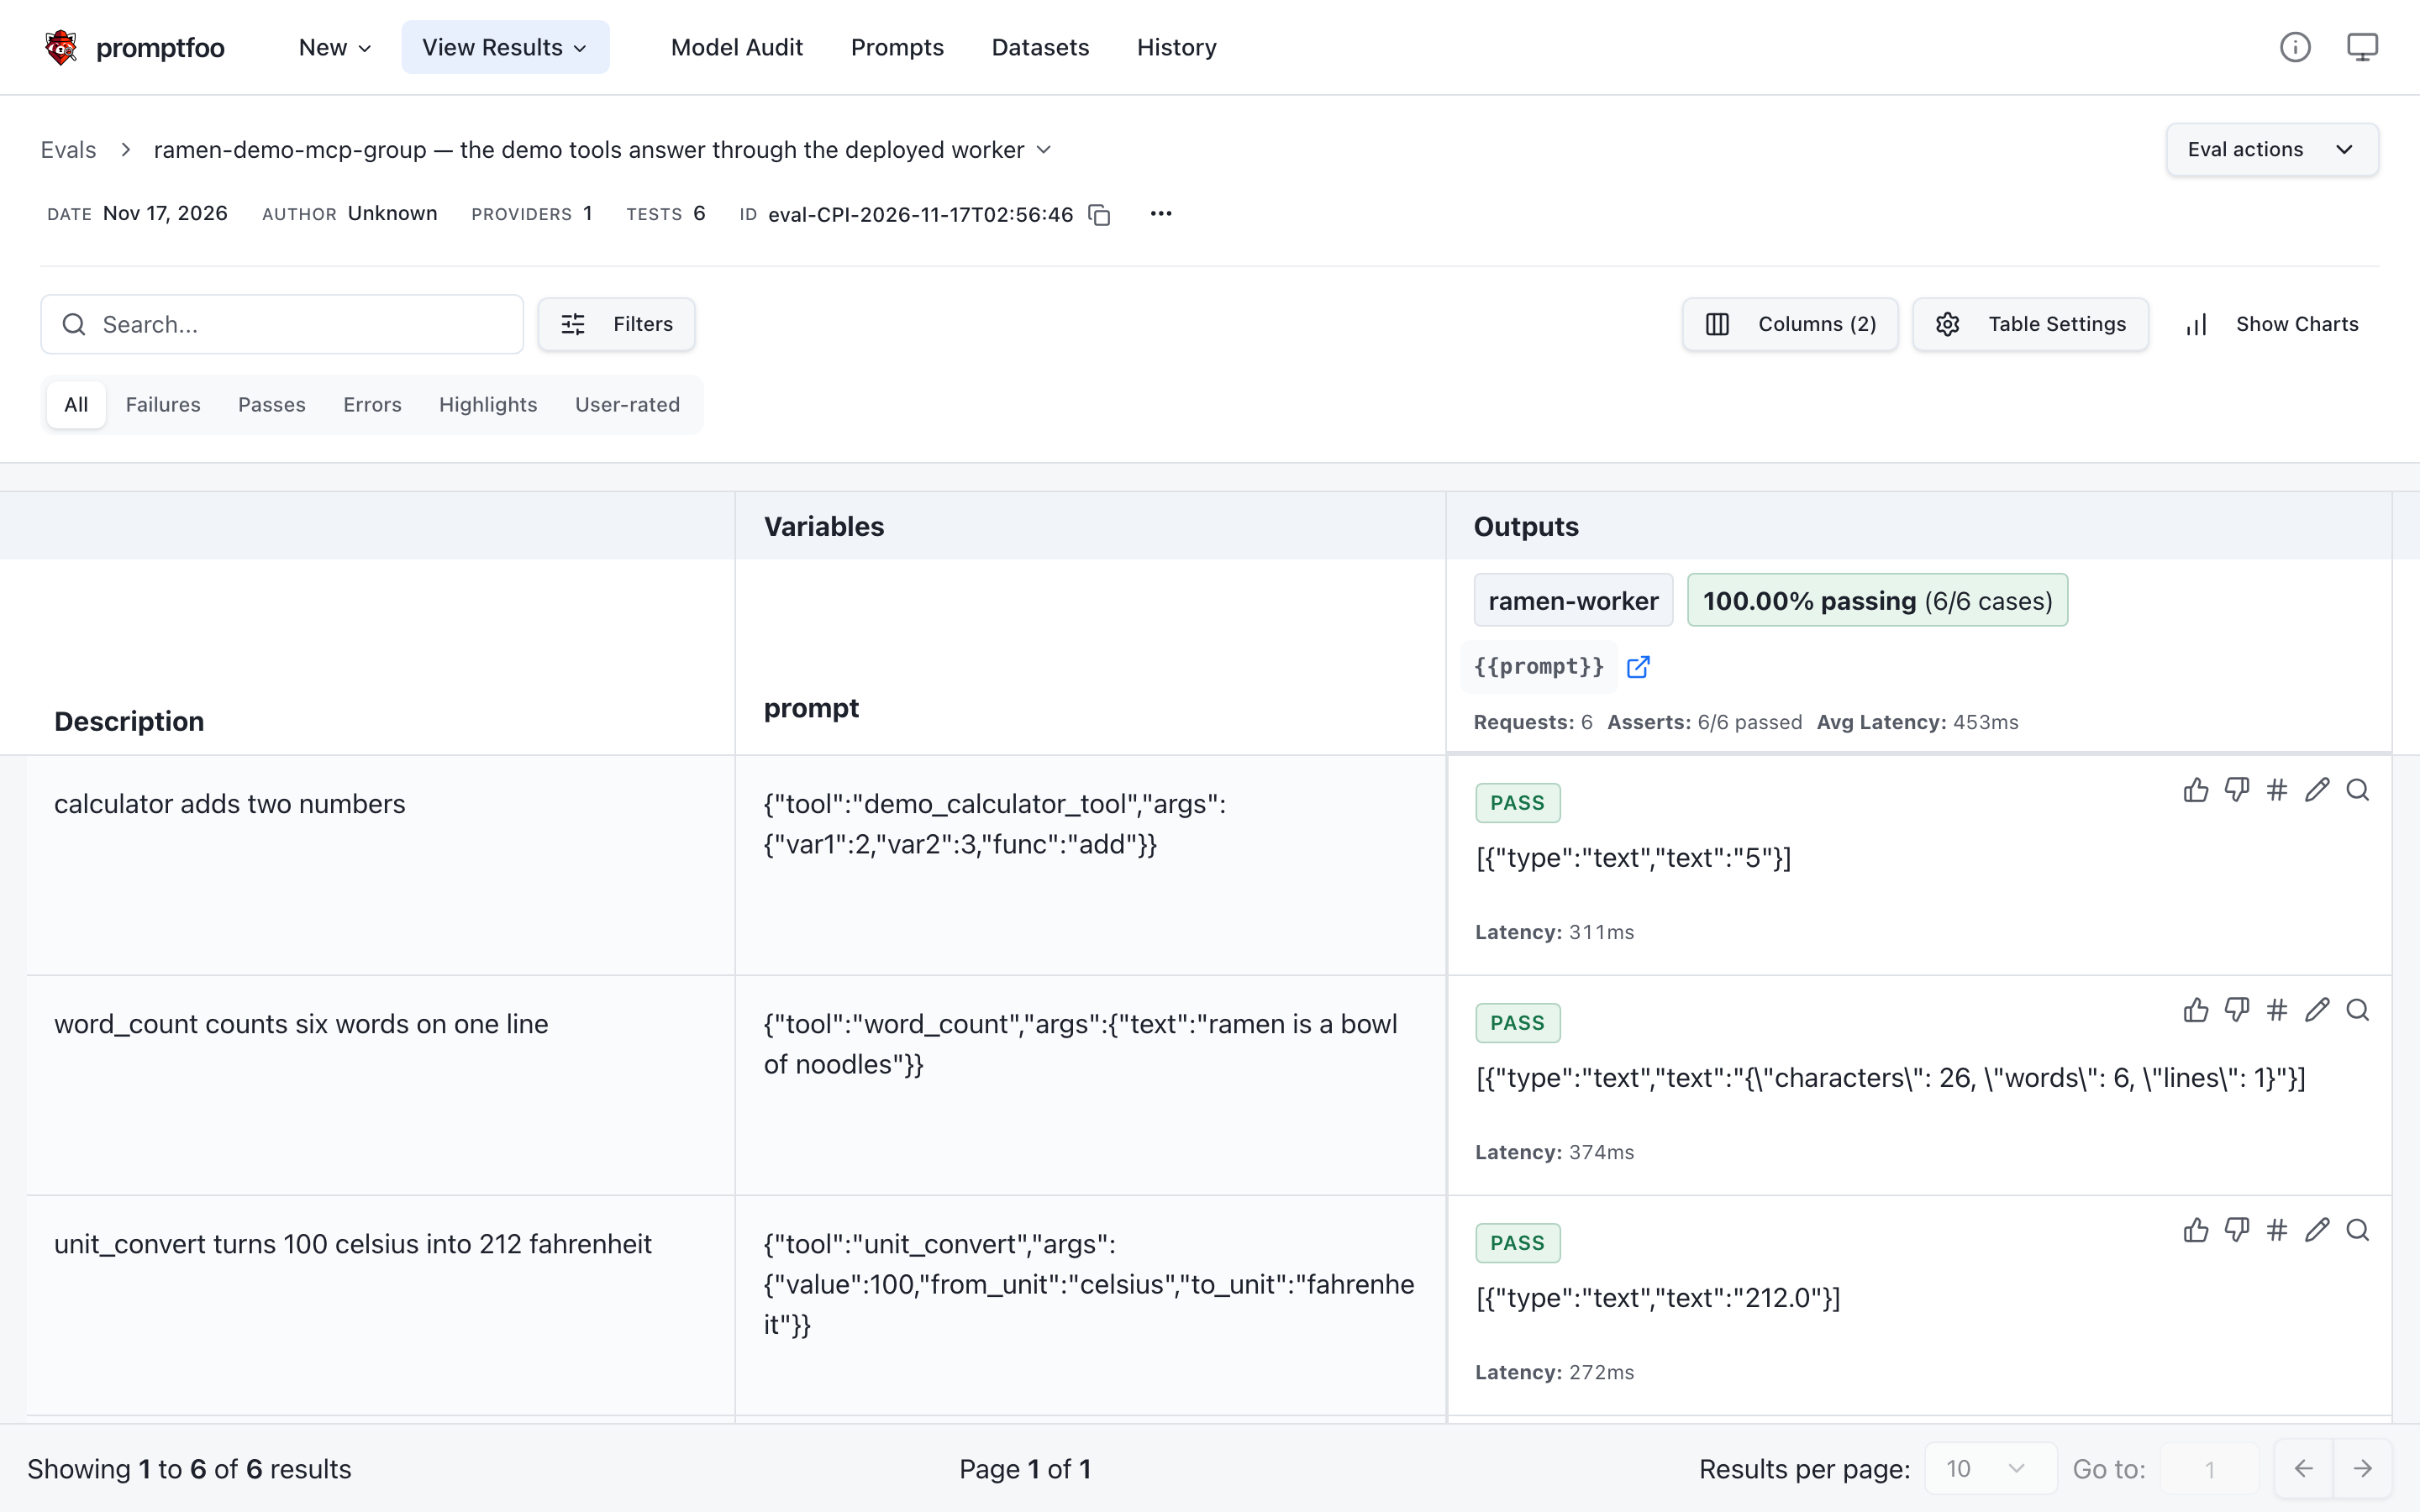 promptfoo
New
View Results
Model Audit
Prompts
Datasets
History
Evals
ramen-demo-mcp-group — the demo tools answer through the deployed worker
Eval actions
DATE Nov 17, 2026
AUTHOR Unknown
PROVIDERS 1
TESTS 6
ID eval-CPI-2026-11-17T02:56:46
Search...
Filters
Columns (2)
Table Settings
Show Charts
All
Failures
Passes
Errors
Highlights
User-rated
Variables
Outputs
ramen-worker
100.00% passing (6/6 cases)
{{prompt}}
Description
prompt
Requests: 6 Asserts: 6/6 passed Avg Latency: 453ms
calculator adds two numbers
{"tool":"demo_calculator_tool","args":
{"var1":2,"var2":3,"func":"add"}}
PASS
[{"type":"text","text":"5"}]
Latency: 311ms
word_count counts six words on one line
{"tool":"word_count","args":{"text":"ramen is a bowl
of noodles"}}
PASS
[{"type":"text","text":"{\"characters\": 26, \"words\": 6, \"lines\": 1}"}]
Latency: 374ms
unit_convert turns 100 celsius into 212 fahrenheit
{"tool":"unit_convert","args":
{"value":100,"from_unit":"celsius","to_unit":"fahrenhe
it"}}
PASS
[{"type":"text","text":"212.0"}]
Latency: 272ms
Showing 1 to 6 of 6 results
Page 1 of 1
Results per page:
10
Go to:
1